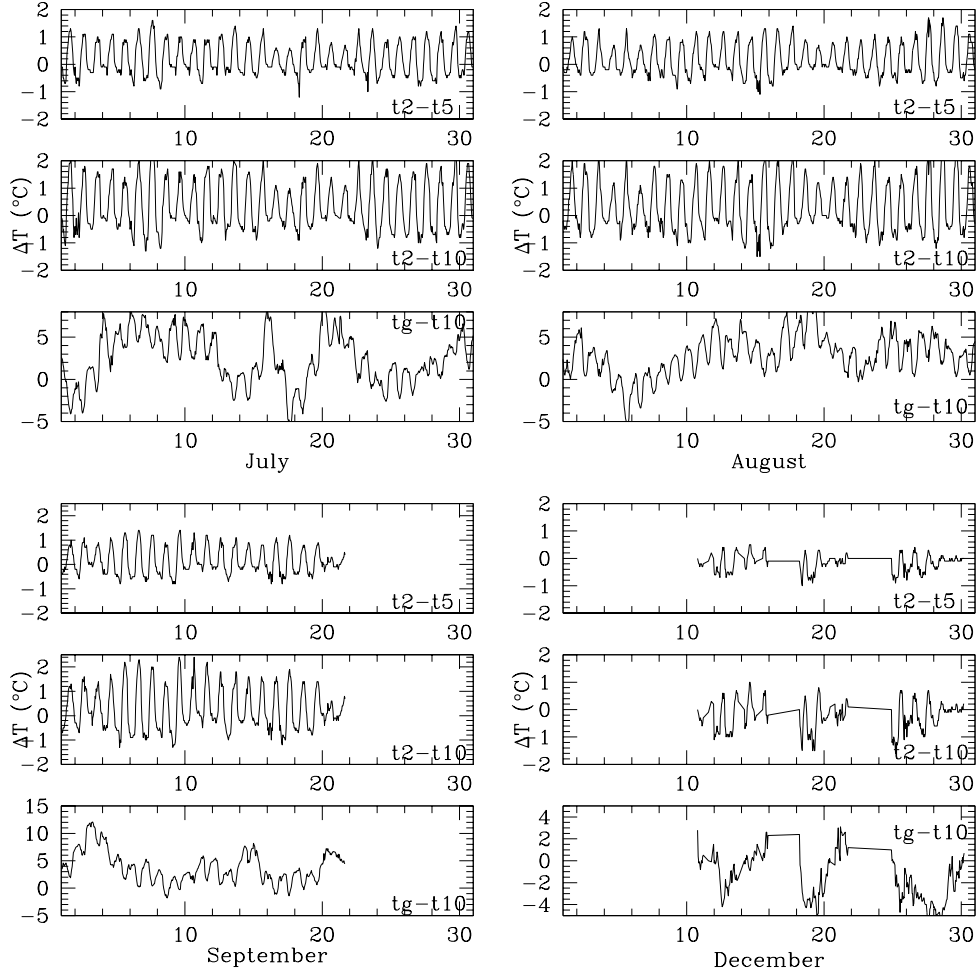 2 1 0 −1 −2 t2−t5 10 20 30
2 1 0 −1 −2 t2−t5 10 20 30
ΔT (°C) 2 1 0 1 −2 t2−t10 10 20 30
ΔT (°C) 2 1 0 1 −2 t2−t10 10 20 30
5 0 −5 tg−t10 10 20 30
July
5 0 −5 tg−t10 10 20 30
August
2 1 0 −1 −2 t2−t5 10 20 30
2 1 0 −1 −2 t2−t5 10 20 30
ΔT (°C) 2 1 0 1 −2 t2−t10 10 20 30
ΔT (°C) 2 1 0 1 −2 t2−t10 10 20 30
15 10 5 0 −5 tg−t10 10 20 30
September
4 2 0 −2 −4 tg−t10 10 20 30
December